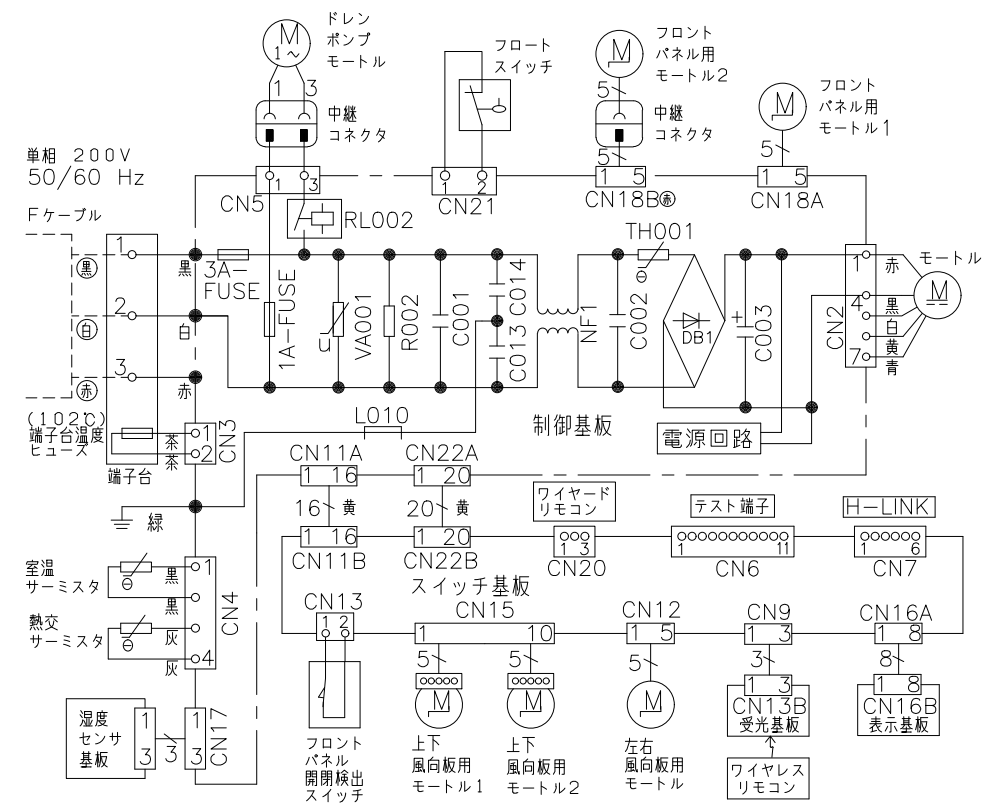 ドレン
ポンプ
モートル
M
1~
1 3
中継
コネクタ
フロート
スイッチ
M
フロント
パネル用
モートル2
5
中継
コネクタ
5
M
フロント
パネル用
モートル1
5
単相 200V
50/60 Hz
Fケーブル
1 3
CN5
1 2
CN21
1 5
CN18B赤
1 5
CN18A
RL002
TH001
θ
1
黒
黒
3A-
FUSE
2
白
白
3
赤
赤
1A-FUSE
u
VA001
R002
C001
C014
C013
NF1
C002
DB1
+
C003
CN2
1
4
7
赤
黒
白
黄
青
モートル
M
(102℃)
端子台温度
ヒューズ
端子台
茶
茶
1
2
CN3
L010
制御基板
電源回路
緑
CN11A
1 16
16 黄
1 16
CN11B
CN22A
1 20
20 黄
1 20
CN22B
ワイヤード
リモコン
1 3
CN20
テスト端子
1 11
CN6
H-LINK
1 6
CN7
スイッチ基板
室温
サーミスタ
θ
黒
黒
熱交
サーミスタ
θ
灰
灰
1
4
CN4
CN13
1 2
フロント
パネル
開閉検出
スイッチ
CN15
1 10
5
M
上下
風向板用
モートル1
5
M
上下
風向板用
モートル2
CN12
1 5
5
M
左右
風向板用
モートル
CN9
1 3
3
1 3
CN13B
受光基板
ワイヤレス
リモコン
CN16A
1 8
8
1 8
CN16B
表示基板
湿度
センサ
基板
1
3
3
1
3
CN17